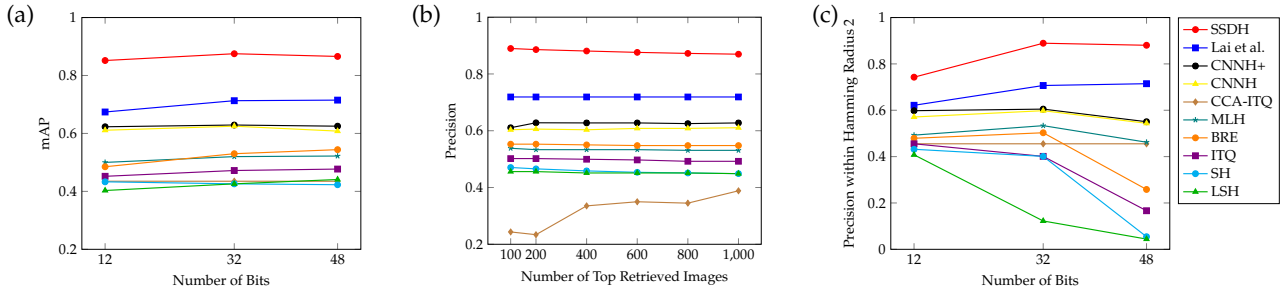 (a)
mAP
1
0.8
0.6
0.4
0.2
12
32
48
Number of Bits
(b)
Precision
1
0.8
0.6
0.4
0.2
100 200 400 600 800 1,000
Number of Top Retrieved Images
(c)
Precision within Hamming Radius 2
1
0.8
0.6
0.4
0.2
0
12
32
48
Number of Bits
SSDH
Lai et al.
CNNH+
CNNH
CCA-ITQ
MLH
BRE
ITQ
SH
LSH